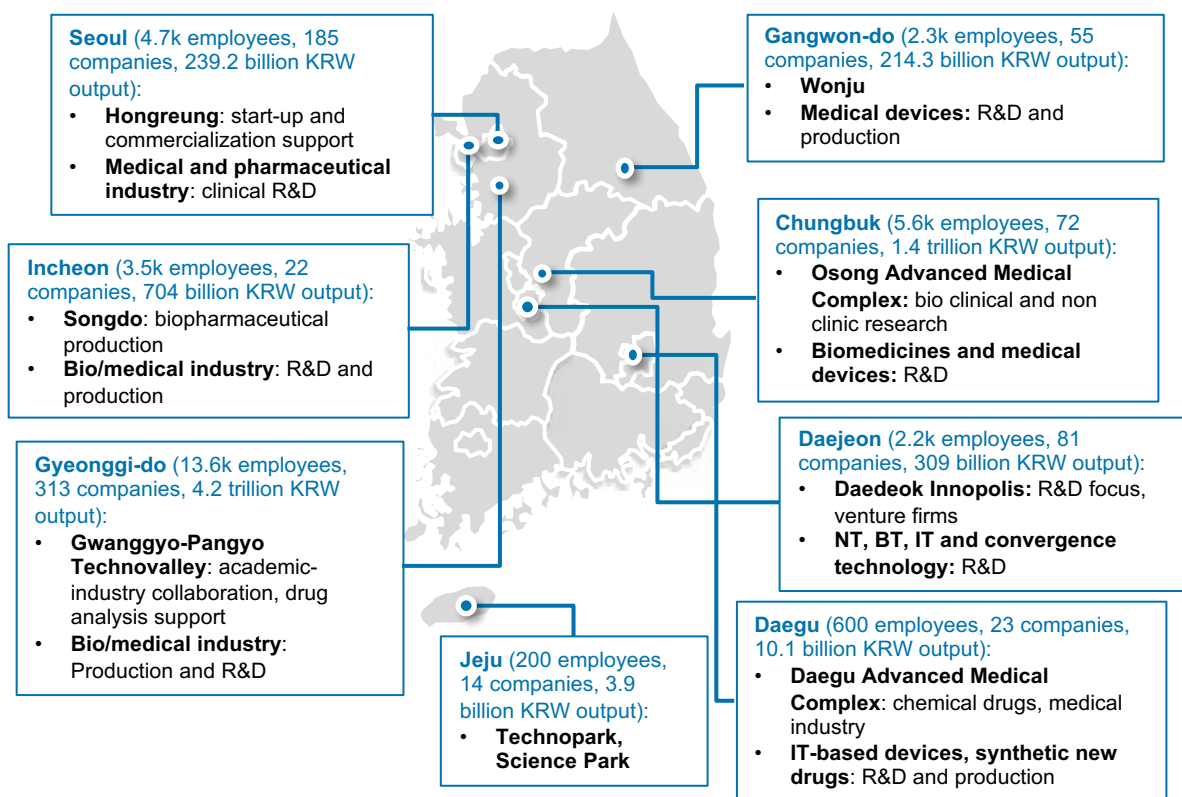 Seoul (4.7k employees, 185
companies, 239.2 billion KRW
output):
• Hongreung: start-up and
commercialization support
• Medical and pharmaceutical
industry: clinical R&D
Incheon (3.5k employees, 22
companies, 704 billion KRW output):
• Songdo: biopharmaceutical
production
• Bio/medical industry: R&D and
production
Gyeonggi-do (13.6k employees,
313 companies, 4.2 trillion KRW
output):
• Gwanggyo-Pangyo
Technovalley: academic-
industry collaboration, drug
analysis support
• Bio/medical industry:
Production and R&D
Jeju (200 employees,
14 companies, 3.9
billion KRW output):
• Technopark,
Science Park
Gangwon-do (2.3k employees, 55
companies, 214.3 billion KRW output):
• Wonju
• Medical devices: R&D and
production
Chungbuk (5.6k employees, 72
companies, 1.4 trillion KRW output):
• Osong Advanced Medical
Complex: bio clinical and non
clinic research
• Biomedicines and medical
devices: R&D
Daejeon (2.2k employees, 81
companies, 309 billion KRW output):
• Daedeok Innopolis: R&D focus,
venture firms
• NT, BT, IT and convergence
technology: R&D
Daegu (600 employees, 23 companies,
10.1 billion KRW output):
• Daegu Advanced Medical
Complex: chemical drugs, medical
industry
• IT-based devices, synthetic new
drugs: R&D and production